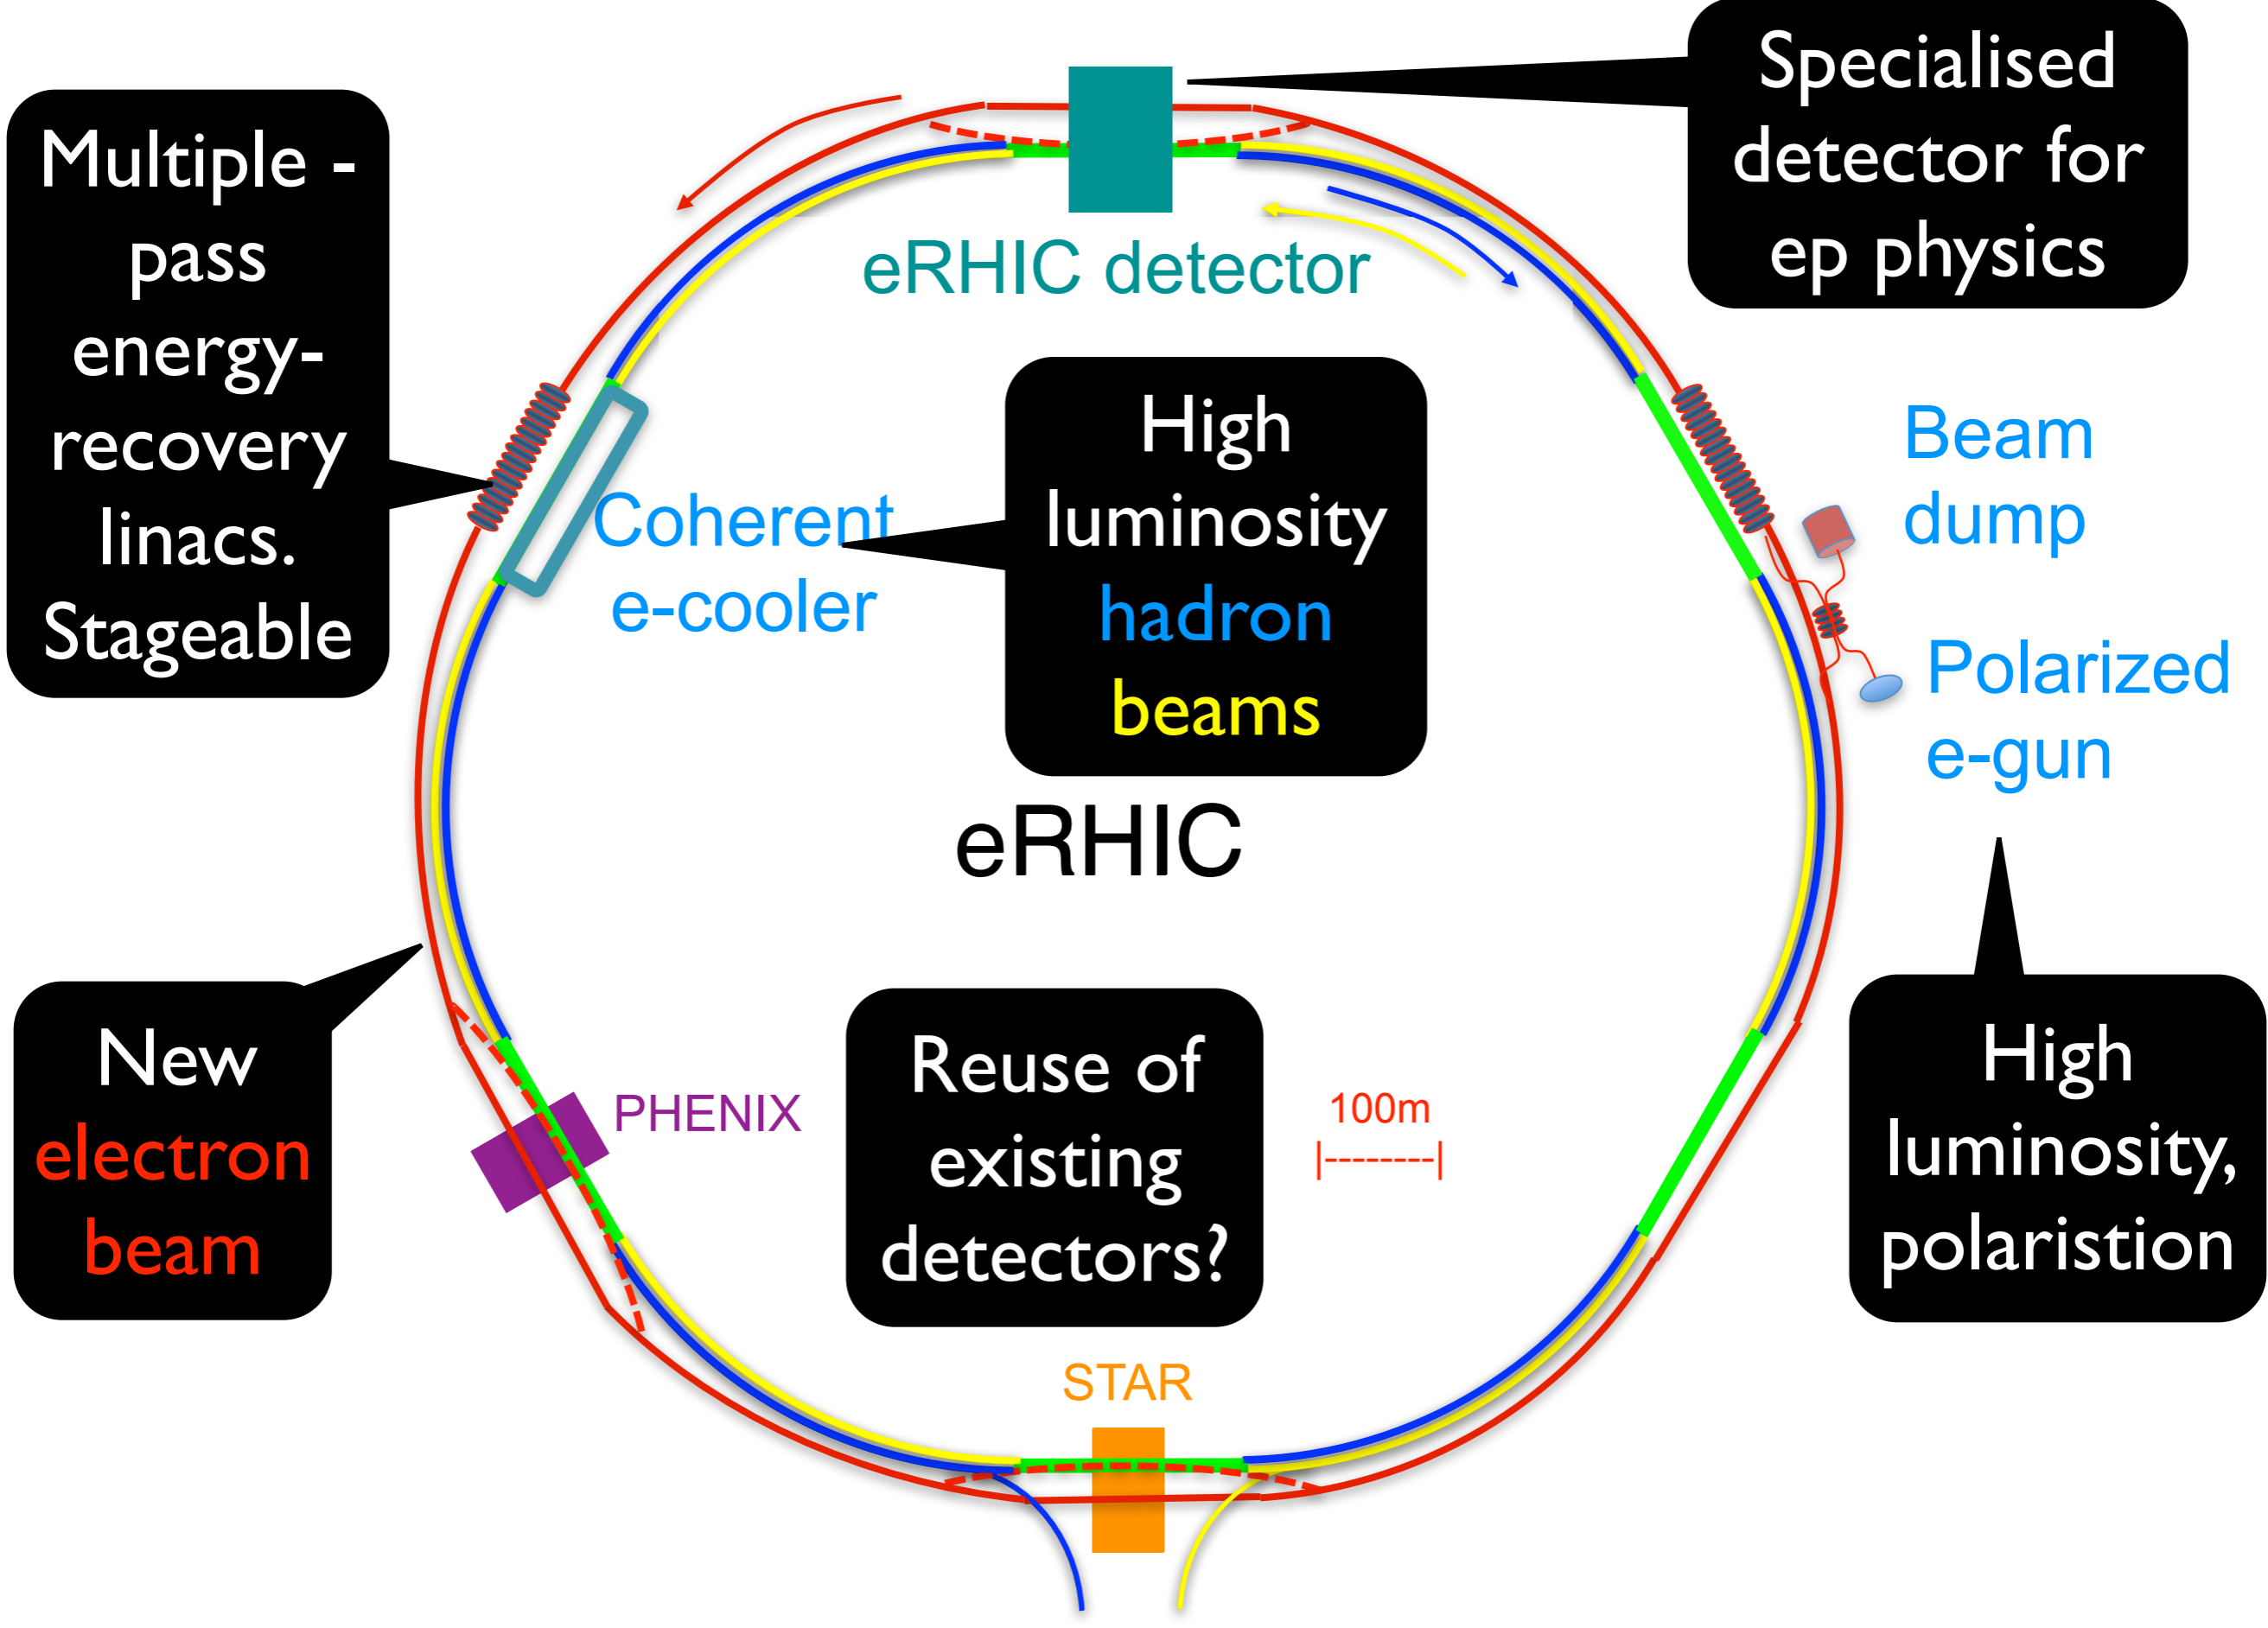 Multiple -
pass
energy-
recovery
linacs.
Stageable
Specialised
detector for
ep physics
eRHIC detector
High
luminosity
hadron
beams
Coherent
e-cooler
Beam
dump
Polarized
e-gun
eRHIC
New
electron
beam
PHENIX
Reuse of
existing
detectors?
100m
|--------|
High
luminosity,
polaristion
STAR